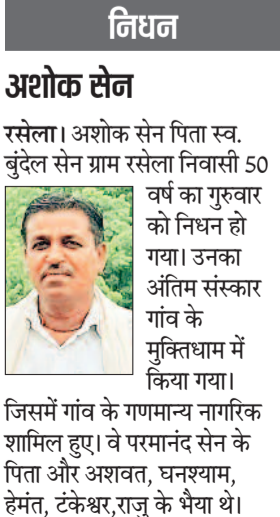 निधन
अशोक सेन
रसेला। अशोक सेन पिता स्व.
बुंदेल सेन ग्राम रसेला निवासी 50
वर्ष का गुरुवार
को निधन हो
गया। उनका
अंतिम संस्कार
गांव के
मुक्तिधाम में
किया गया।
जिसमें गांव के गणमान्य नागरिक
शामिल हुए। वे परमानंद सेन के
पिता और अशवत, घनश्याम,
हेमंत, टंकेश्वर,राजु के भैया थे।